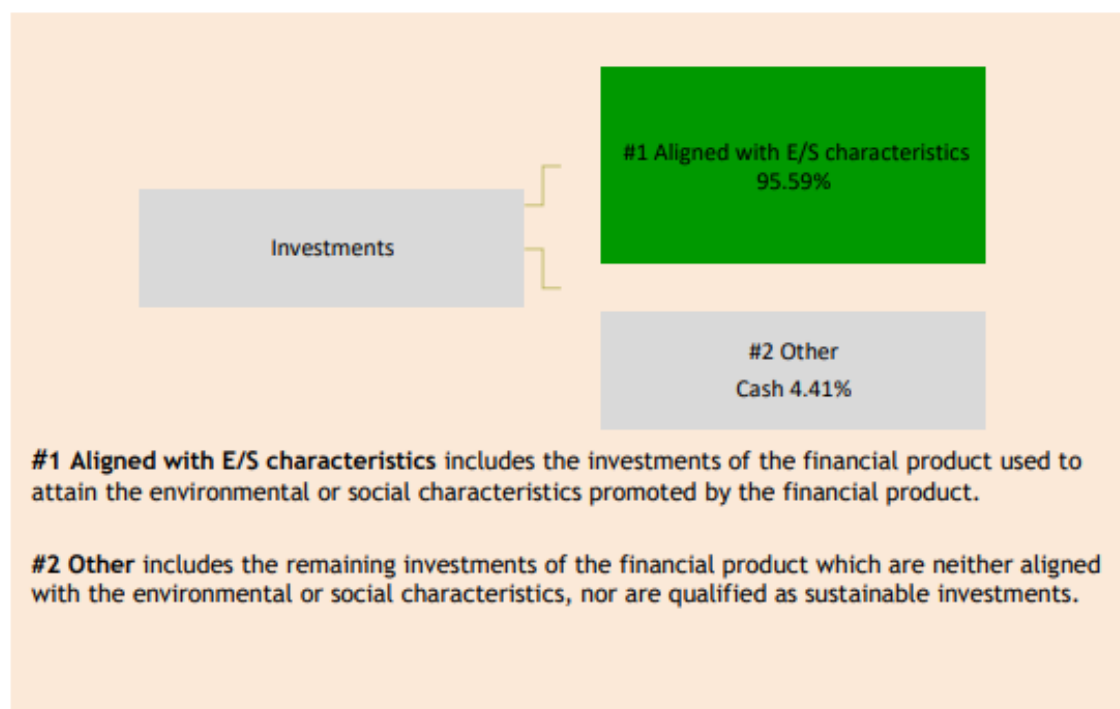 #1 Aligned with E/S characteristics
95.59%
Investments
#2 Other
Cash 4.41%
#1 Aligned with E/S characteristics includes the investments of the financial product used to
attain the environmental or social characteristics promoted by the financial product.
#2 Other includes the remaining investments of the financial product which are neither aligned
with the environmental or social characteristics, nor are qualified as sustainable investments.